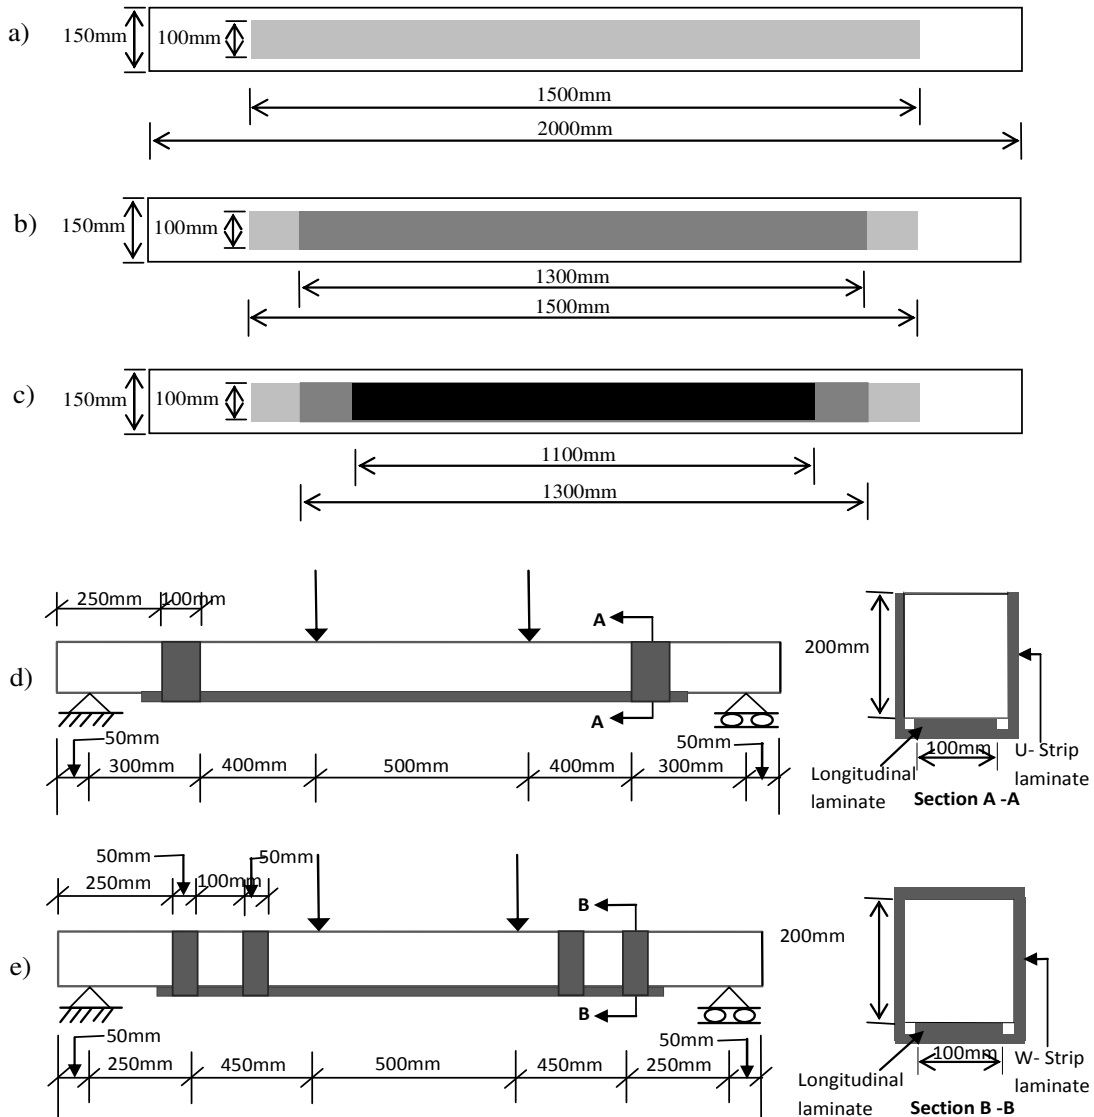 a)
150mm
100mm
1500mm
2000mm
b)
150mm
100mm
1300mm
1500mm
c)
150mm
100mm
1100mm
1300mm
d)
250mm
100mm
A
A
50mm
50mm
300mm
400mm
500mm
400mm
300mm
200mm
100mm
U- Strip
laminate
Longitudinal
laminate
Section A -A
e)
50mm
50mm
250mm
100mm
B
B
50mm
50mm
250mm
450mm
500mm
450mm
250mm
200mm
100mm
W- Strip
laminate
Longitudinal
laminate
Section B -B